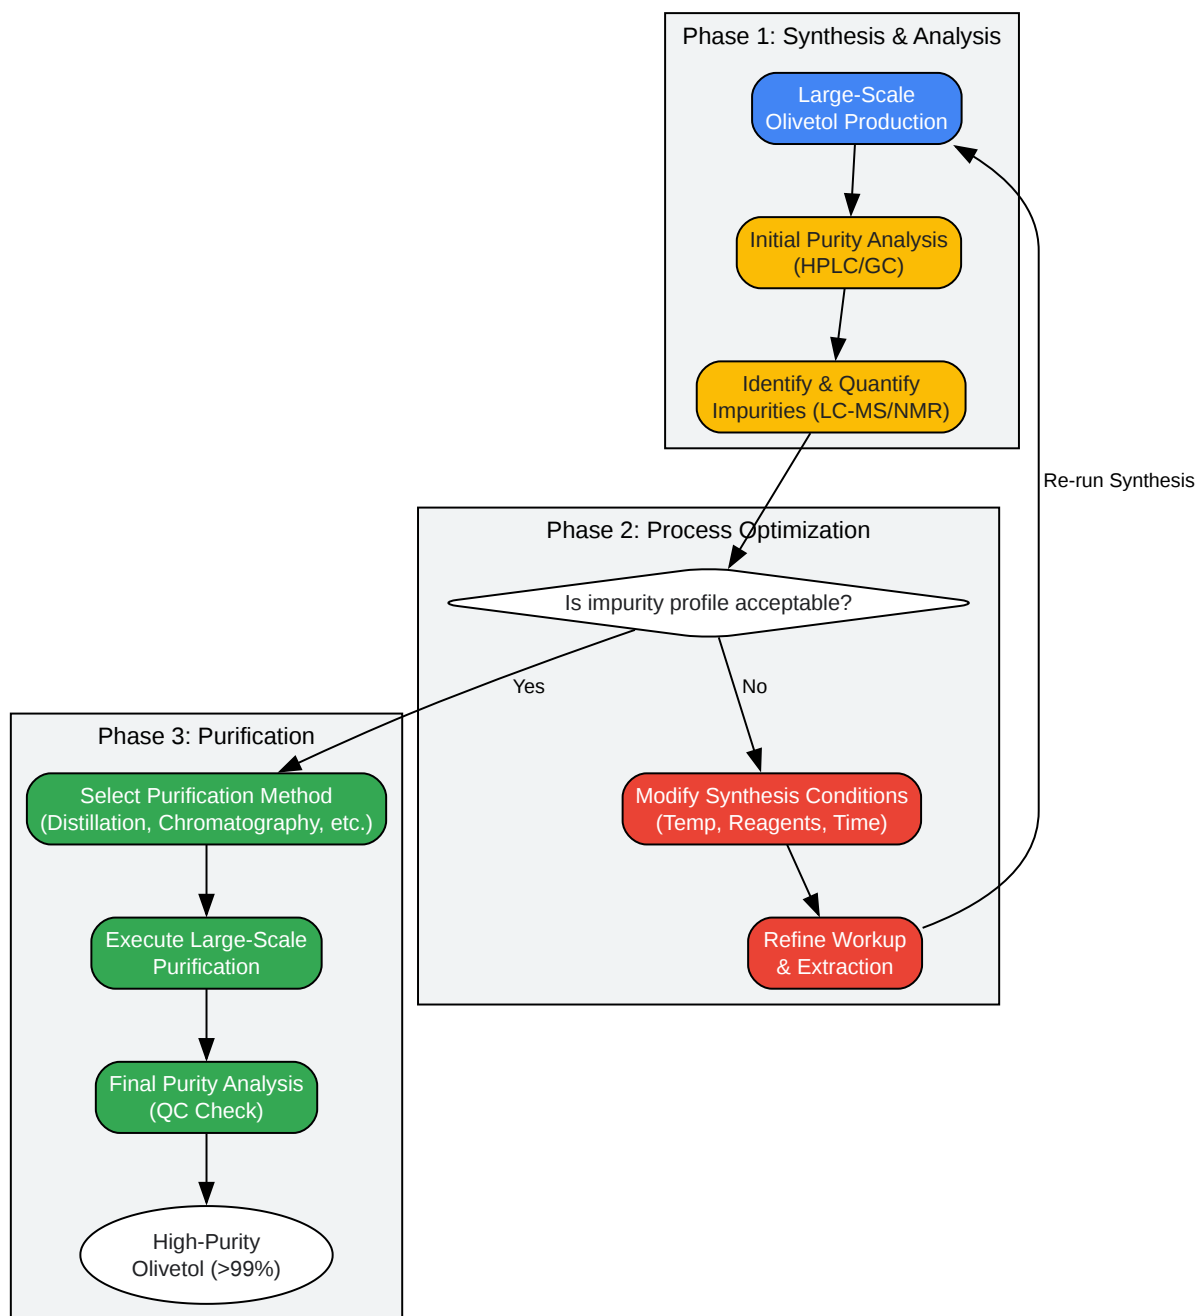 Phase 1: Synthesis & Analysis
Large-Scale
Olivetol Production
Initial Purity Analysis
(HPLC/GC)
Identify & Quantify
Impurities (LC-MS/NMR)
Re-run Synthesis
Phase 2: Process Optimization
Is impurity profile acceptable?
Yes
No
Modify Synthesis Conditions
(Temp, Reagents, Time)
Refine Workup
& Extraction
Phase 3: Purification
Select Purification Method
(Distillation, Chromatography, etc.)
Execute Large-Scale
Purification
Final Purity Analysis
(QC Check)
High-Purity
Olivetol (>99%)